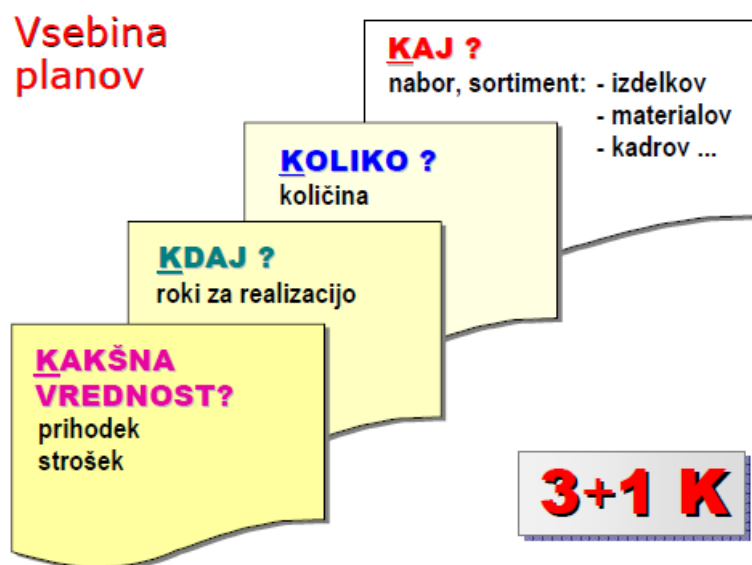 Vsebina
planov
KAJ ?
nabor, sortiment: - izdelkov
- materialov
- kadrov ...
KOLIKO ?
količina
KDAJ ?
roki za realizacijo
KAKŠNA
VREDNOST?
prihodek
strošek
3+1 K